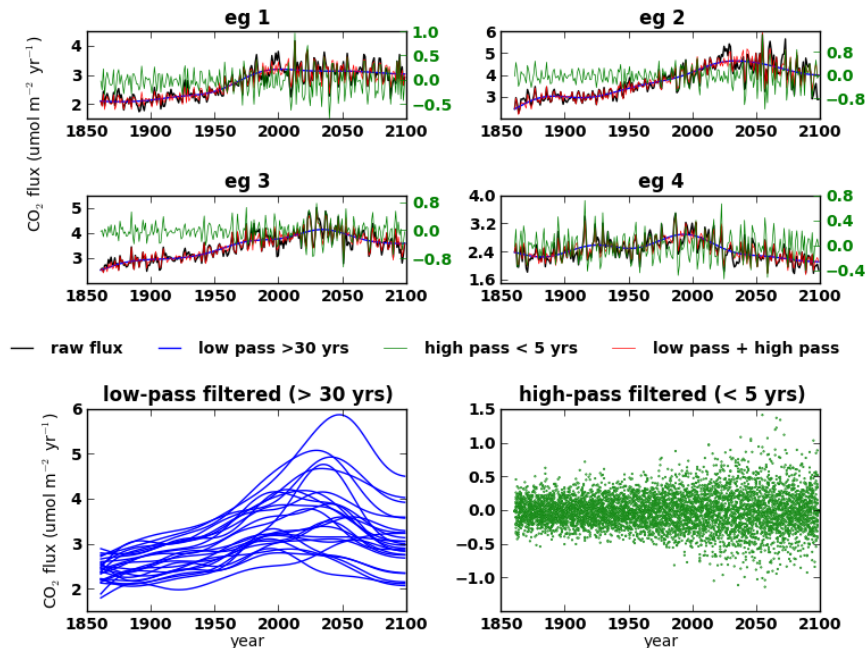 eg 1
eg 2
4
3
2
1.0
0.5
0.0
−0.5
6
5
4
3
0.8
0.0
−0.8
1850 1900 1950 2000 2050 2100
1850 1900 1950 2000 2050 2100
CO₂ flux (umol m⁻² yr⁻¹)
eg 3
eg 4
5
4
3
0.8
0.0
−0.8
4.0
3.2
2.4
1.6
0.8
0.4
0.0
−0.4
1850 1900 1950 2000 2050 2100
1850 1900 1950 2000 2050 2100
raw flux low pass >30 yrs high pass < 5 yrs low pass + high pass
low-pass filtered (> 30 yrs)
high-pass filtered (< 5 yrs)
CO₂ flux (umol m⁻² yr⁻¹)
6
5
4
3
2
1.5
1.0
0.5
0.0
−0.5
−1.0
1850 1900 1950 2000 2050 2100
1850 1900 1950 2000 2050 2100
year
year